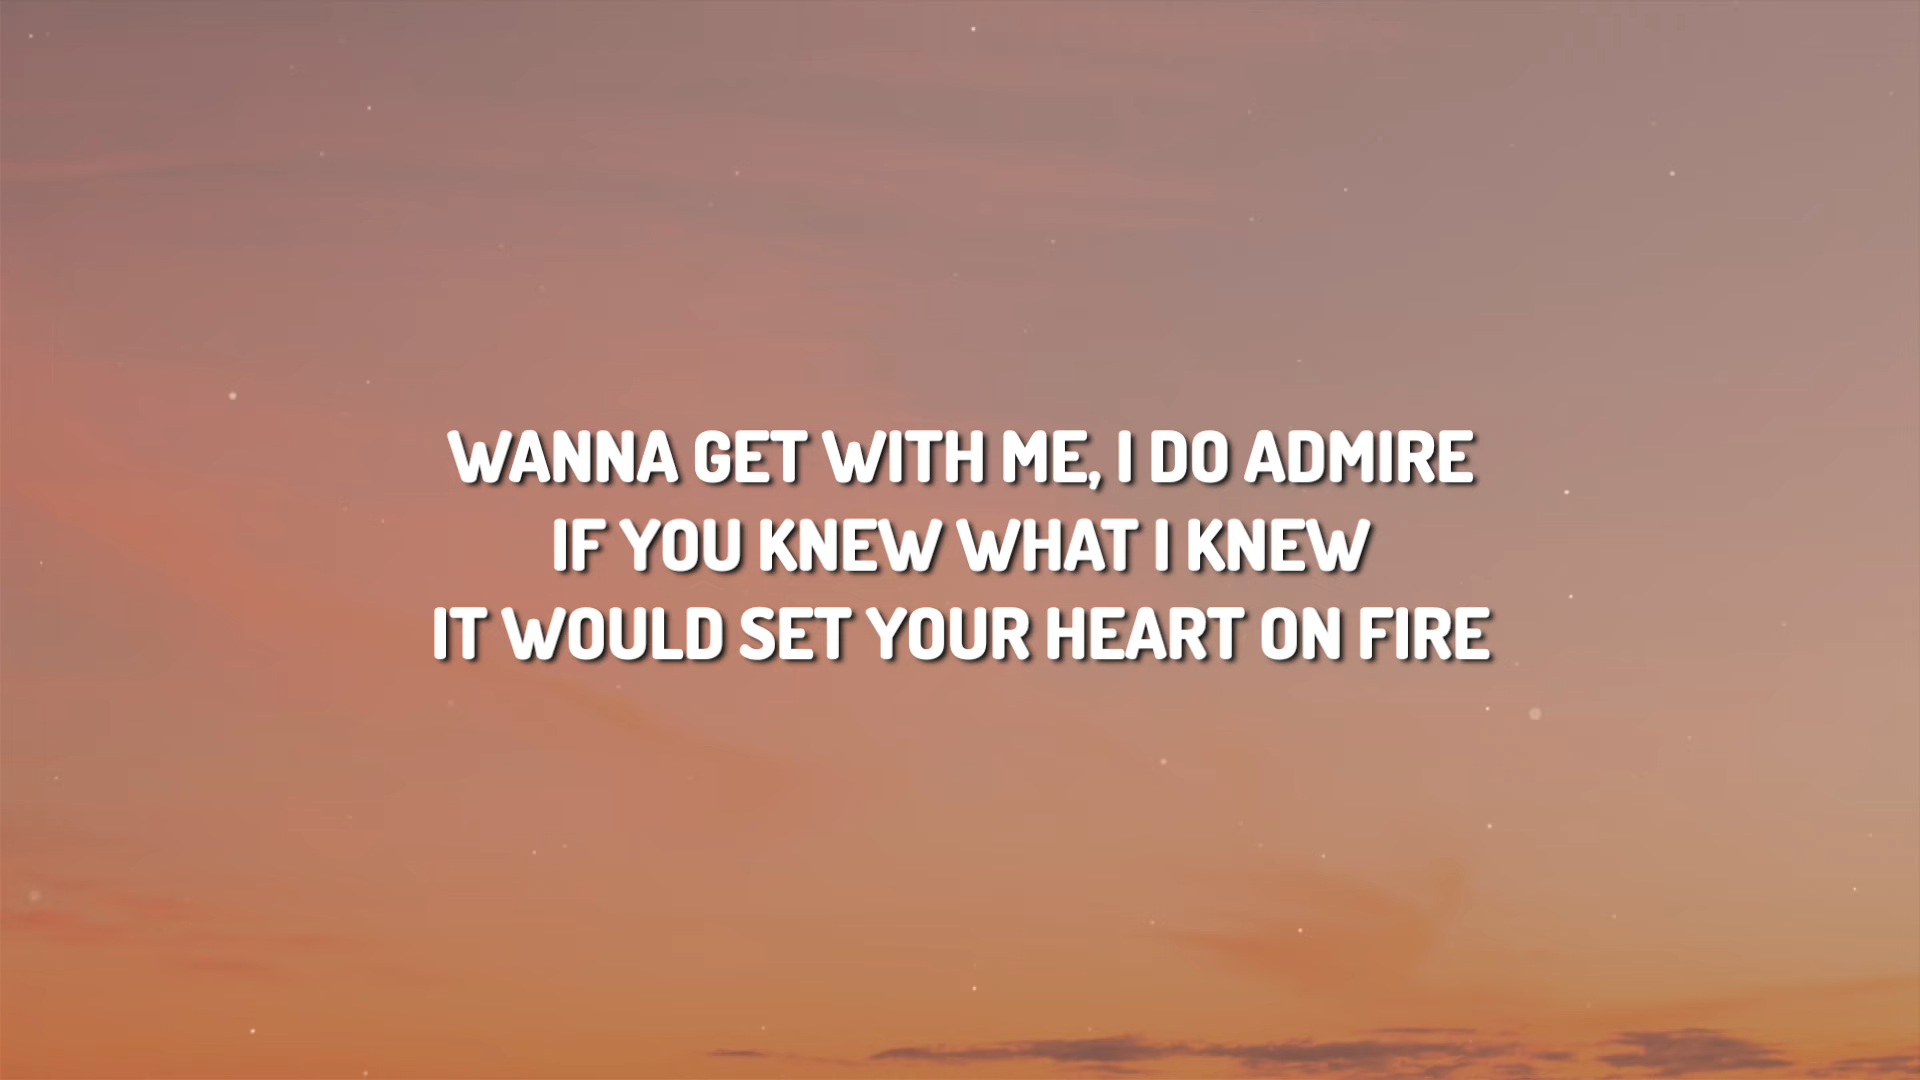 WANNA GET WITH ME, I DO ADMIRE
IF YOU KNEW WHAT I KNEW
IT WOULD SET YOUR HEART ON FIRE